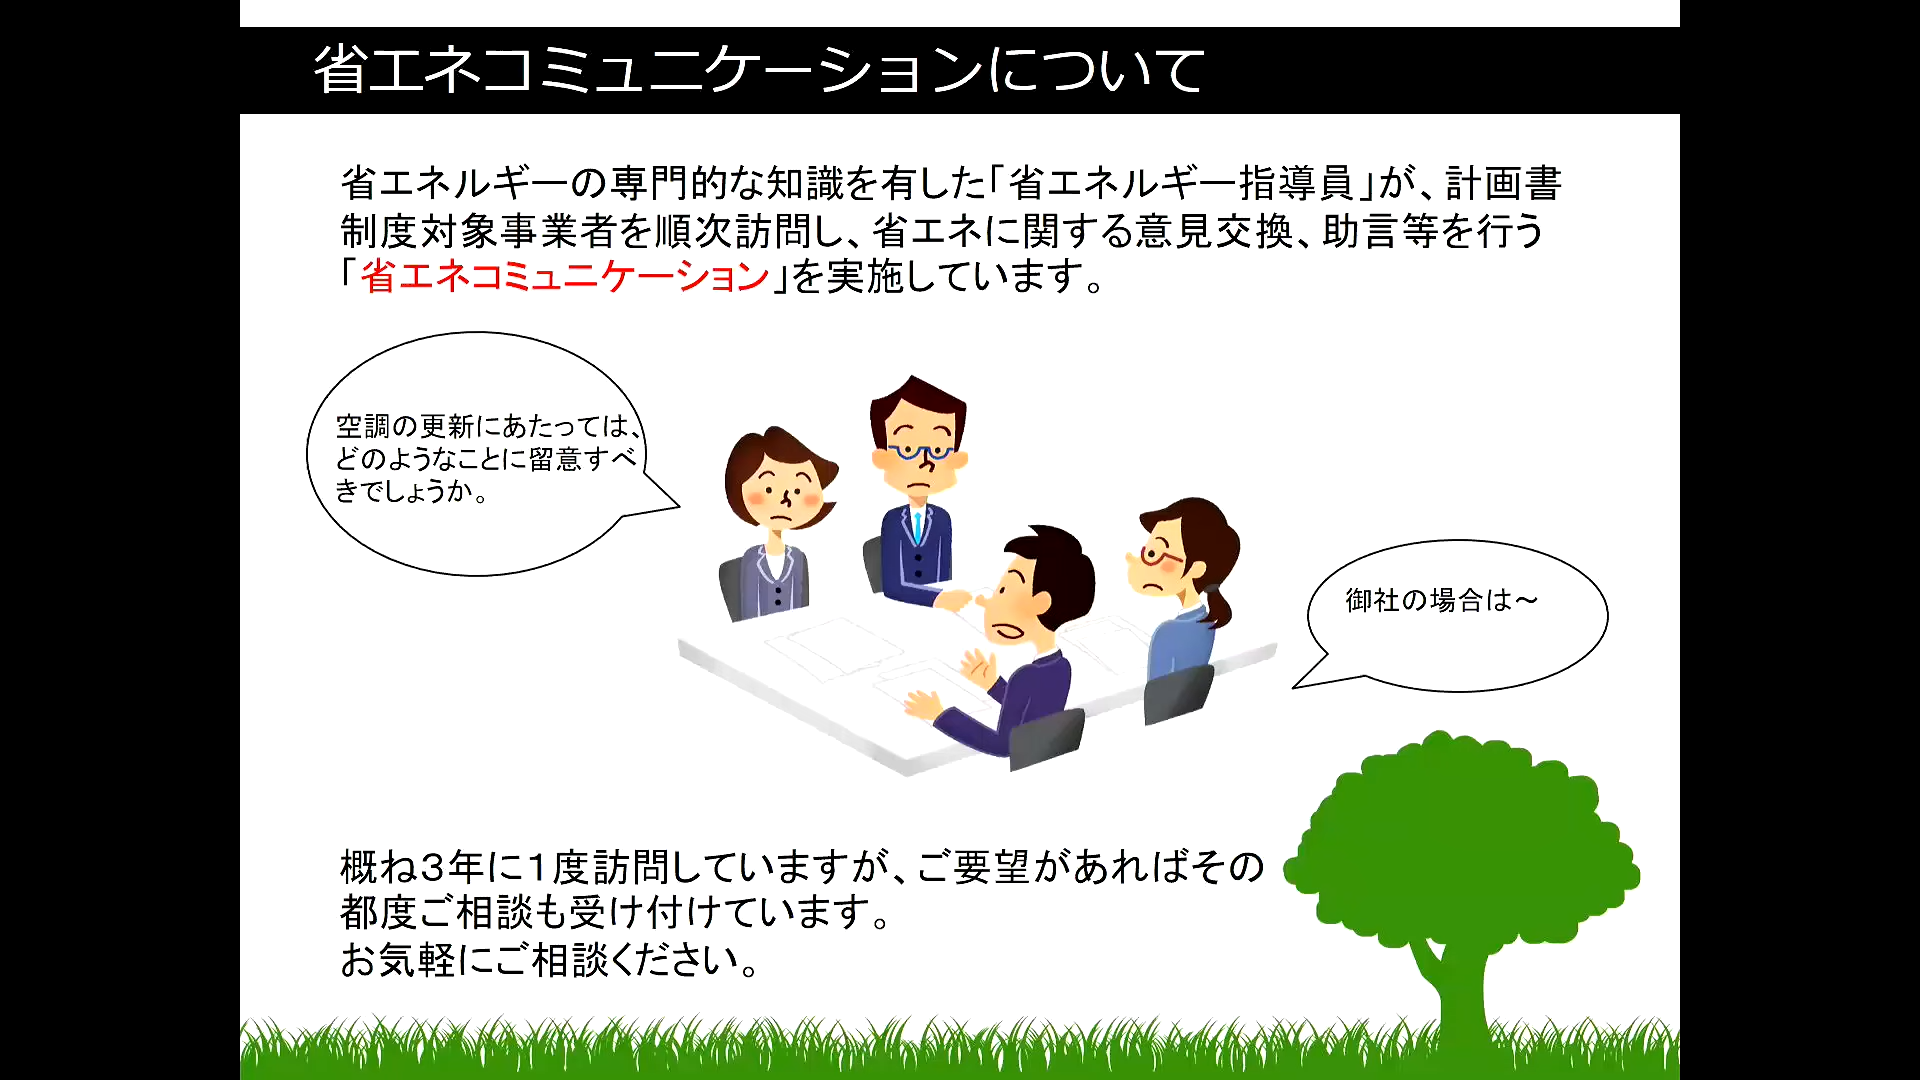 省エネコミュニケーションについて
省エネルギーの専門的な知識を有した「省エネルギー指導員」が、計画書
制度対象事業者を順次訪問し、省エネに関する意見交換、助言等を行う
「省エネコミュニケーション」を実施しています。
空調の更新にあたっては、
どのようなことに留意すべ
きでしょうか。
御社の場合は～
概ね３年に１度訪問していますが、ご要望があればその
都度ご相談も受け付けています。
お気軽にご相談ください。